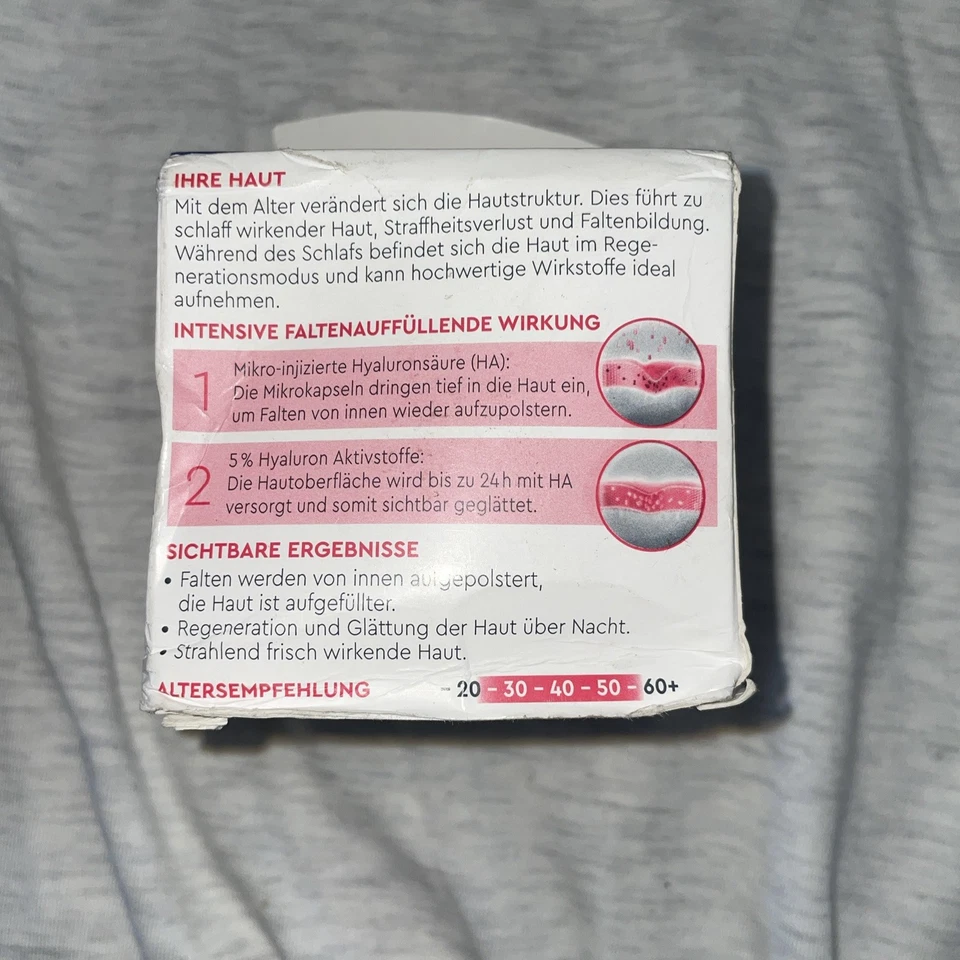 IHRE HAUT
Mit dem Alter verändert sich die Hautstruktur. Dies führt zu
schlaff wirkender Haut, Straffheitsverlust und Faltenbildung.
Während des Schlafs befindet sich die Haut im Rege-
nerationsmodus und kann hochwertige Wirkstoffe ideal
aufnehmen.
INTENSIVE FALTENAUFFÜLLENDE WIRKUNG
1
Mikro-injizierte Hyaluronsäure (HA):
Die Mikrokapseln dringen tief in die Haut ein,
um Falten von innen wieder aufzupolstern.
2
5 % Hyaluron Aktivstoffe:
Die Hautoberfläche wird bis zu 24h mit HA
versorgt und somit sichtbar geglättet.
SICHTBARE ERGEBNISSE
• Falten werden von innen aufgepolstert,
die Haut ist aufgefüllter.
• Regeneration und Glättung der Haut über Nacht.
• Strahlend frisch wirkende Haut.
ALTERSEMPFEHLUNG - 20 - 30 - 40 - 50 - 60+